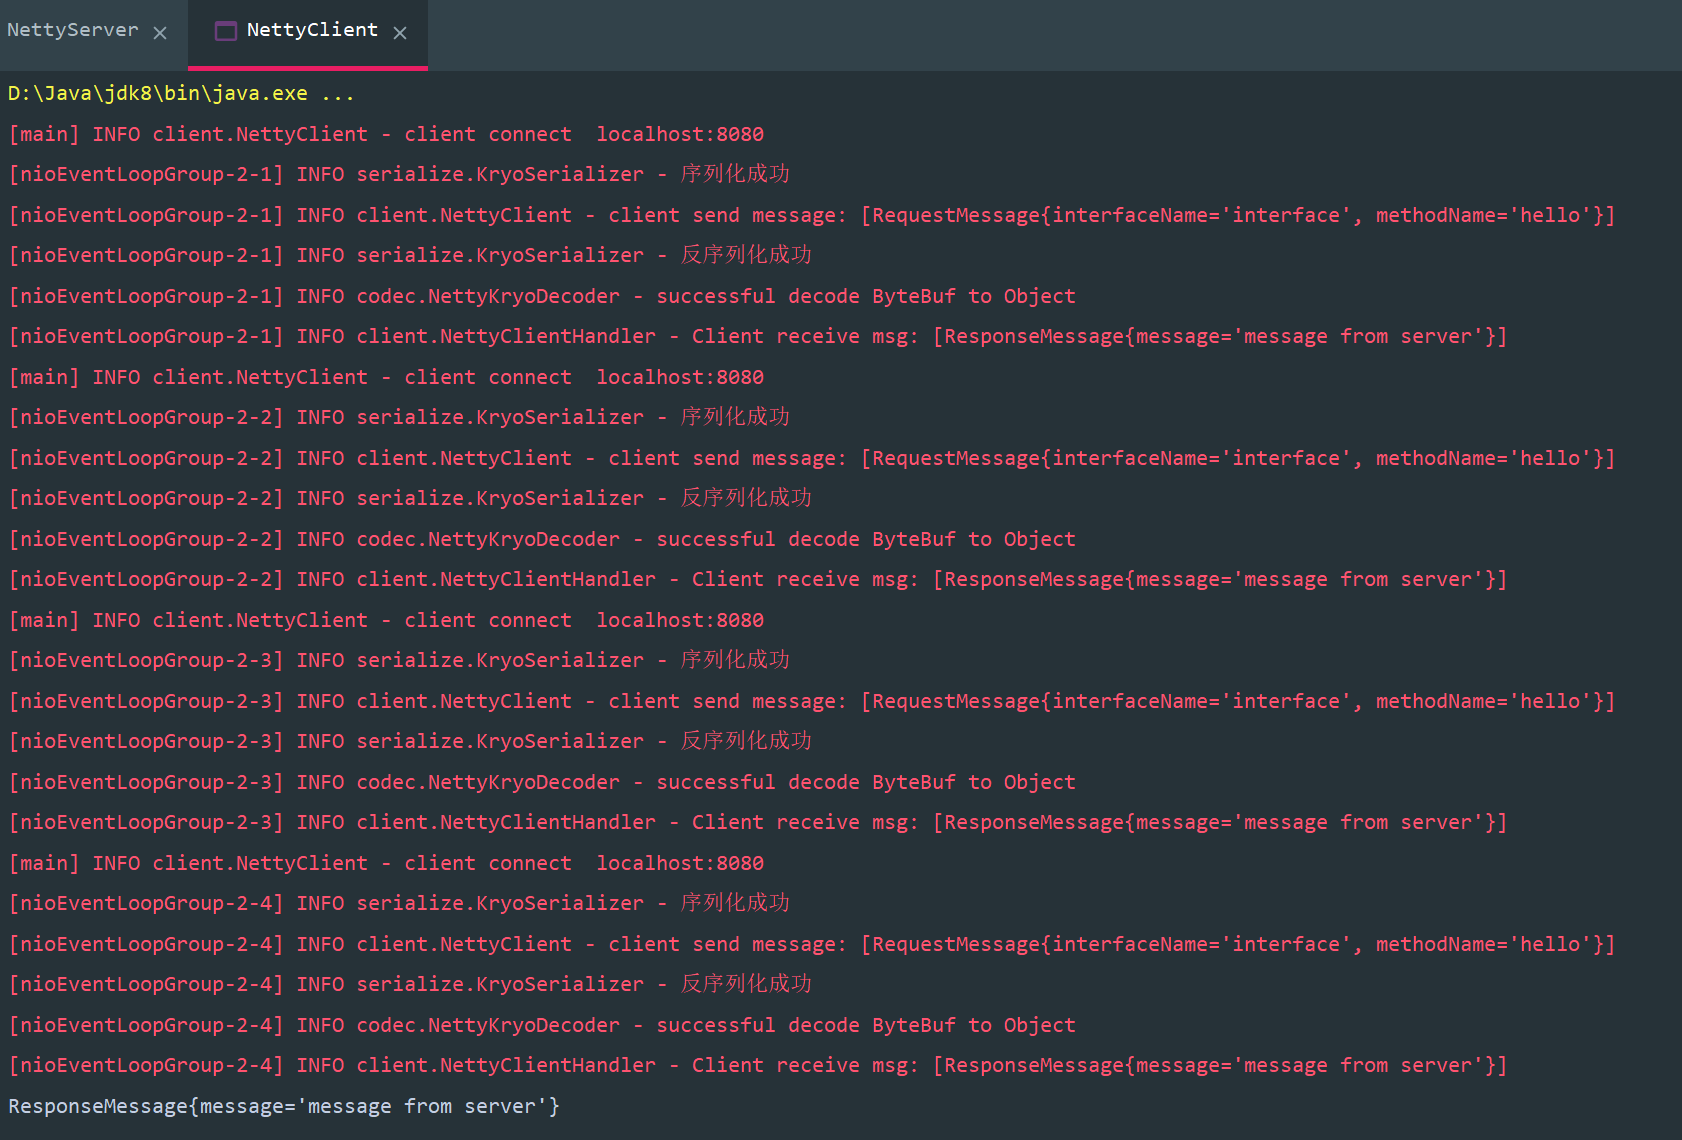 NettyServer × NettyClient ×
D:\Java\jdk8\bin\java.exe ...
[main] INFO client.NettyClient - client connect  localhost:8080
[nioEventLoopGroup-2-1] INFO serialize.KryoSerializer - 序列化成功
[nioEventLoopGroup-2-1] INFO client.NettyClient - client send message: [RequestMessage{interfaceName='interface', methodName='hello'}]
[nioEventLoopGroup-2-1] INFO serialize.KryoSerializer - 反序列化成功
[nioEventLoopGroup-2-1] INFO codec.NettyKryoDecoder - successful decode ByteBuf to Object
[nioEventLoopGroup-2-1] INFO client.NettyClientHandler - Client receive msg: [ResponseMessage{message='message from server'}]
[main] INFO client.NettyClient - client connect  localhost:8080
[nioEventLoopGroup-2-2] INFO serialize.KryoSerializer - 序列化成功
[nioEventLoopGroup-2-2] INFO client.NettyClient - client send message: [RequestMessage{interfaceName='interface', methodName='hello'}]
[nioEventLoopGroup-2-2] INFO serialize.KryoSerializer - 反序列化成功
[nioEventLoopGroup-2-2] INFO codec.NettyKryoDecoder - successful decode ByteBuf to Object
[nioEventLoopGroup-2-2] INFO client.NettyClientHandler - Client receive msg: [ResponseMessage{message='message from server'}]
[main] INFO client.NettyClient - client connect  localhost:8080
[nioEventLoopGroup-2-3] INFO serialize.KryoSerializer - 序列化成功
[nioEventLoopGroup-2-3] INFO client.NettyClient - client send message: [RequestMessage{interfaceName='interface', methodName='hello'}]
[nioEventLoopGroup-2-3] INFO serialize.KryoSerializer - 反序列化成功
[nioEventLoopGroup-2-3] INFO codec.NettyKryoDecoder - successful decode ByteBuf to Object
[nioEventLoopGroup-2-3] INFO client.NettyClientHandler - Client receive msg: [ResponseMessage{message='message from server'}]
[main] INFO client.NettyClient - client connect  localhost:8080
[nioEventLoopGroup-2-4] INFO serialize.KryoSerializer - 序列化成功
[nioEventLoopGroup-2-4] INFO client.NettyClient - client send message: [RequestMessage{interfaceName='interface', methodName='hello'}]
[nioEventLoopGroup-2-4] INFO serialize.KryoSerializer - 反序列化成功
[nioEventLoopGroup-2-4] INFO codec.NettyKryoDecoder - successful decode ByteBuf to Object
[nioEventLoopGroup-2-4] INFO client.NettyClientHandler - Client receive msg: [ResponseMessage{message='message from server'}]
ResponseMessage{message='message from server'}